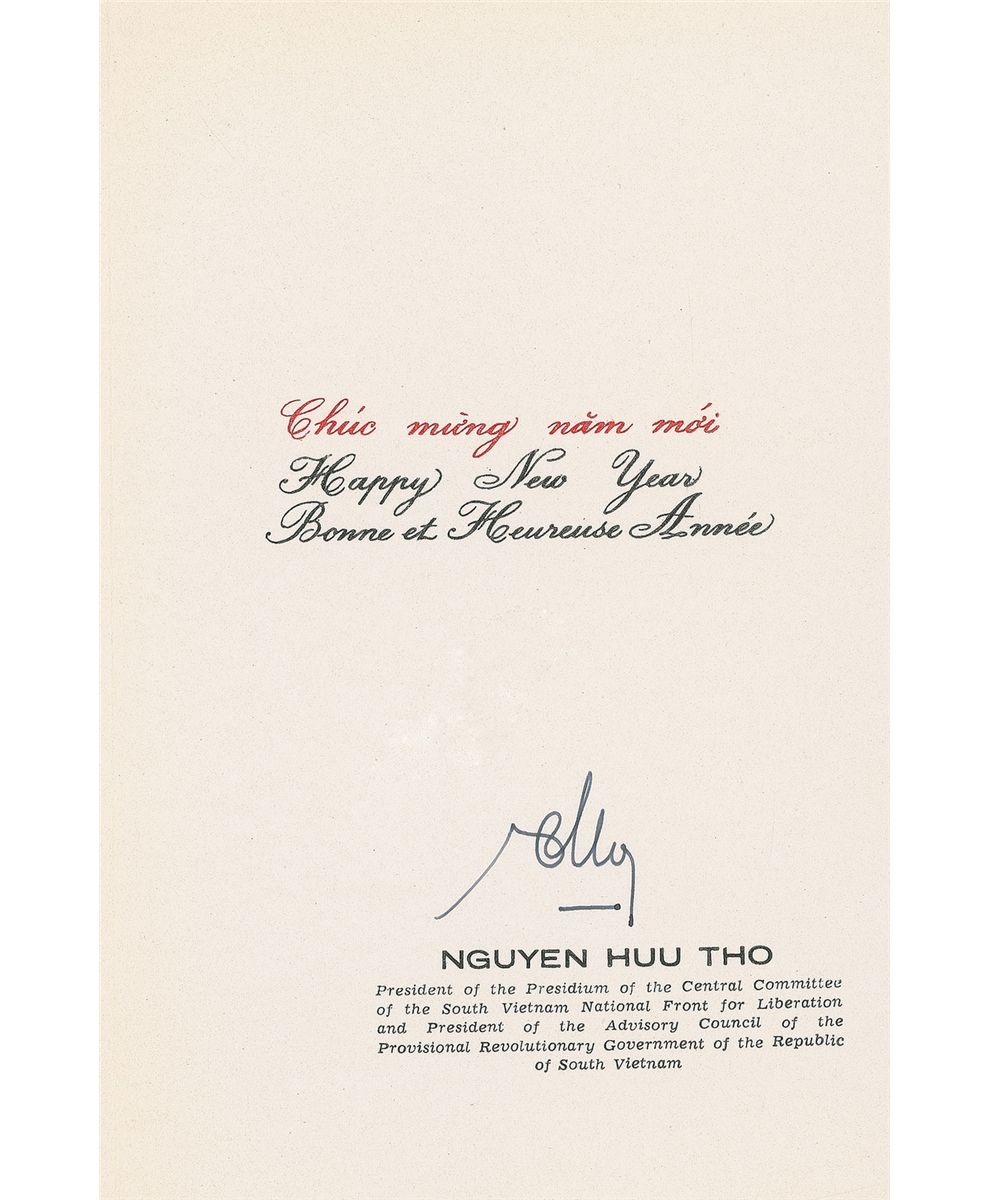 Chúc mừng năm mới
Happy New Year
Bonne et Heureuse Année
NGUYEN HUU THO
President of the Presidium of the Central Committee
of the South Vietnam National Front for Liberation
and President of the Advisory Council of the
Provisional Revolutionary Government of the Republic
of South Vietnam